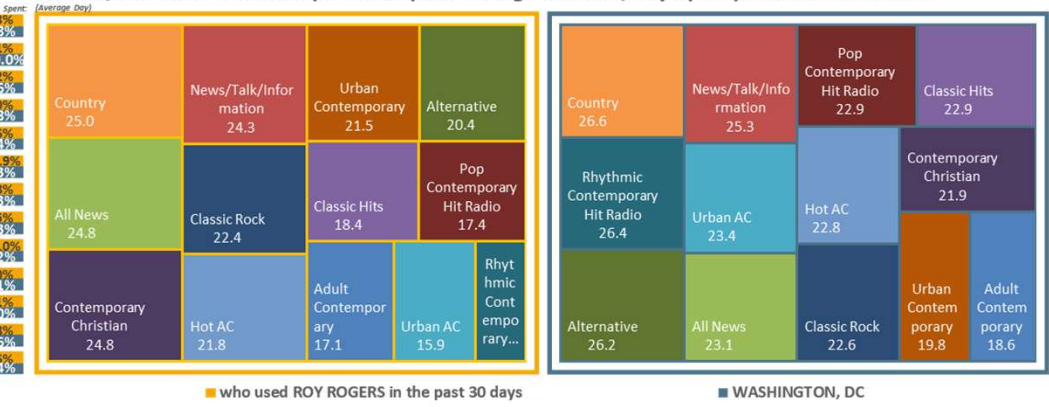 Spent: (Average Day)
Country
25.0
News/Talk/Infor
mation
24.3
Urban
Contemporary
21.5
Alternative
20.4
All News
24.8
Classic Rock
22.4
Classic Hits
18.4
Pop
Contemporary
Hit Radio
17.4
Contemporary
Christian
24.8
Hot AC
21.8
Adult
Contempor
ary
17.1
Urban AC
15.9
Rhyt
hmic
Cont
empo
rary...
Country
26.6
News/Talk/Info
rmation
25.3
Pop
Contemporary
Hit Radio
22.9
Classic Hits
22.9
Rhythmic
Contemporary
Hit Radio
26.4
Urban AC
23.4
Hot AC
22.8
Contemporary
Christian
21.9
Alternative
26.2
All News
23.1
Classic Rock
22.6
Urban
Contem
porary
19.8
Adult
Contem
porary
18.6
who used ROY ROGERS in the past 30 days
WASHINGTON, DC